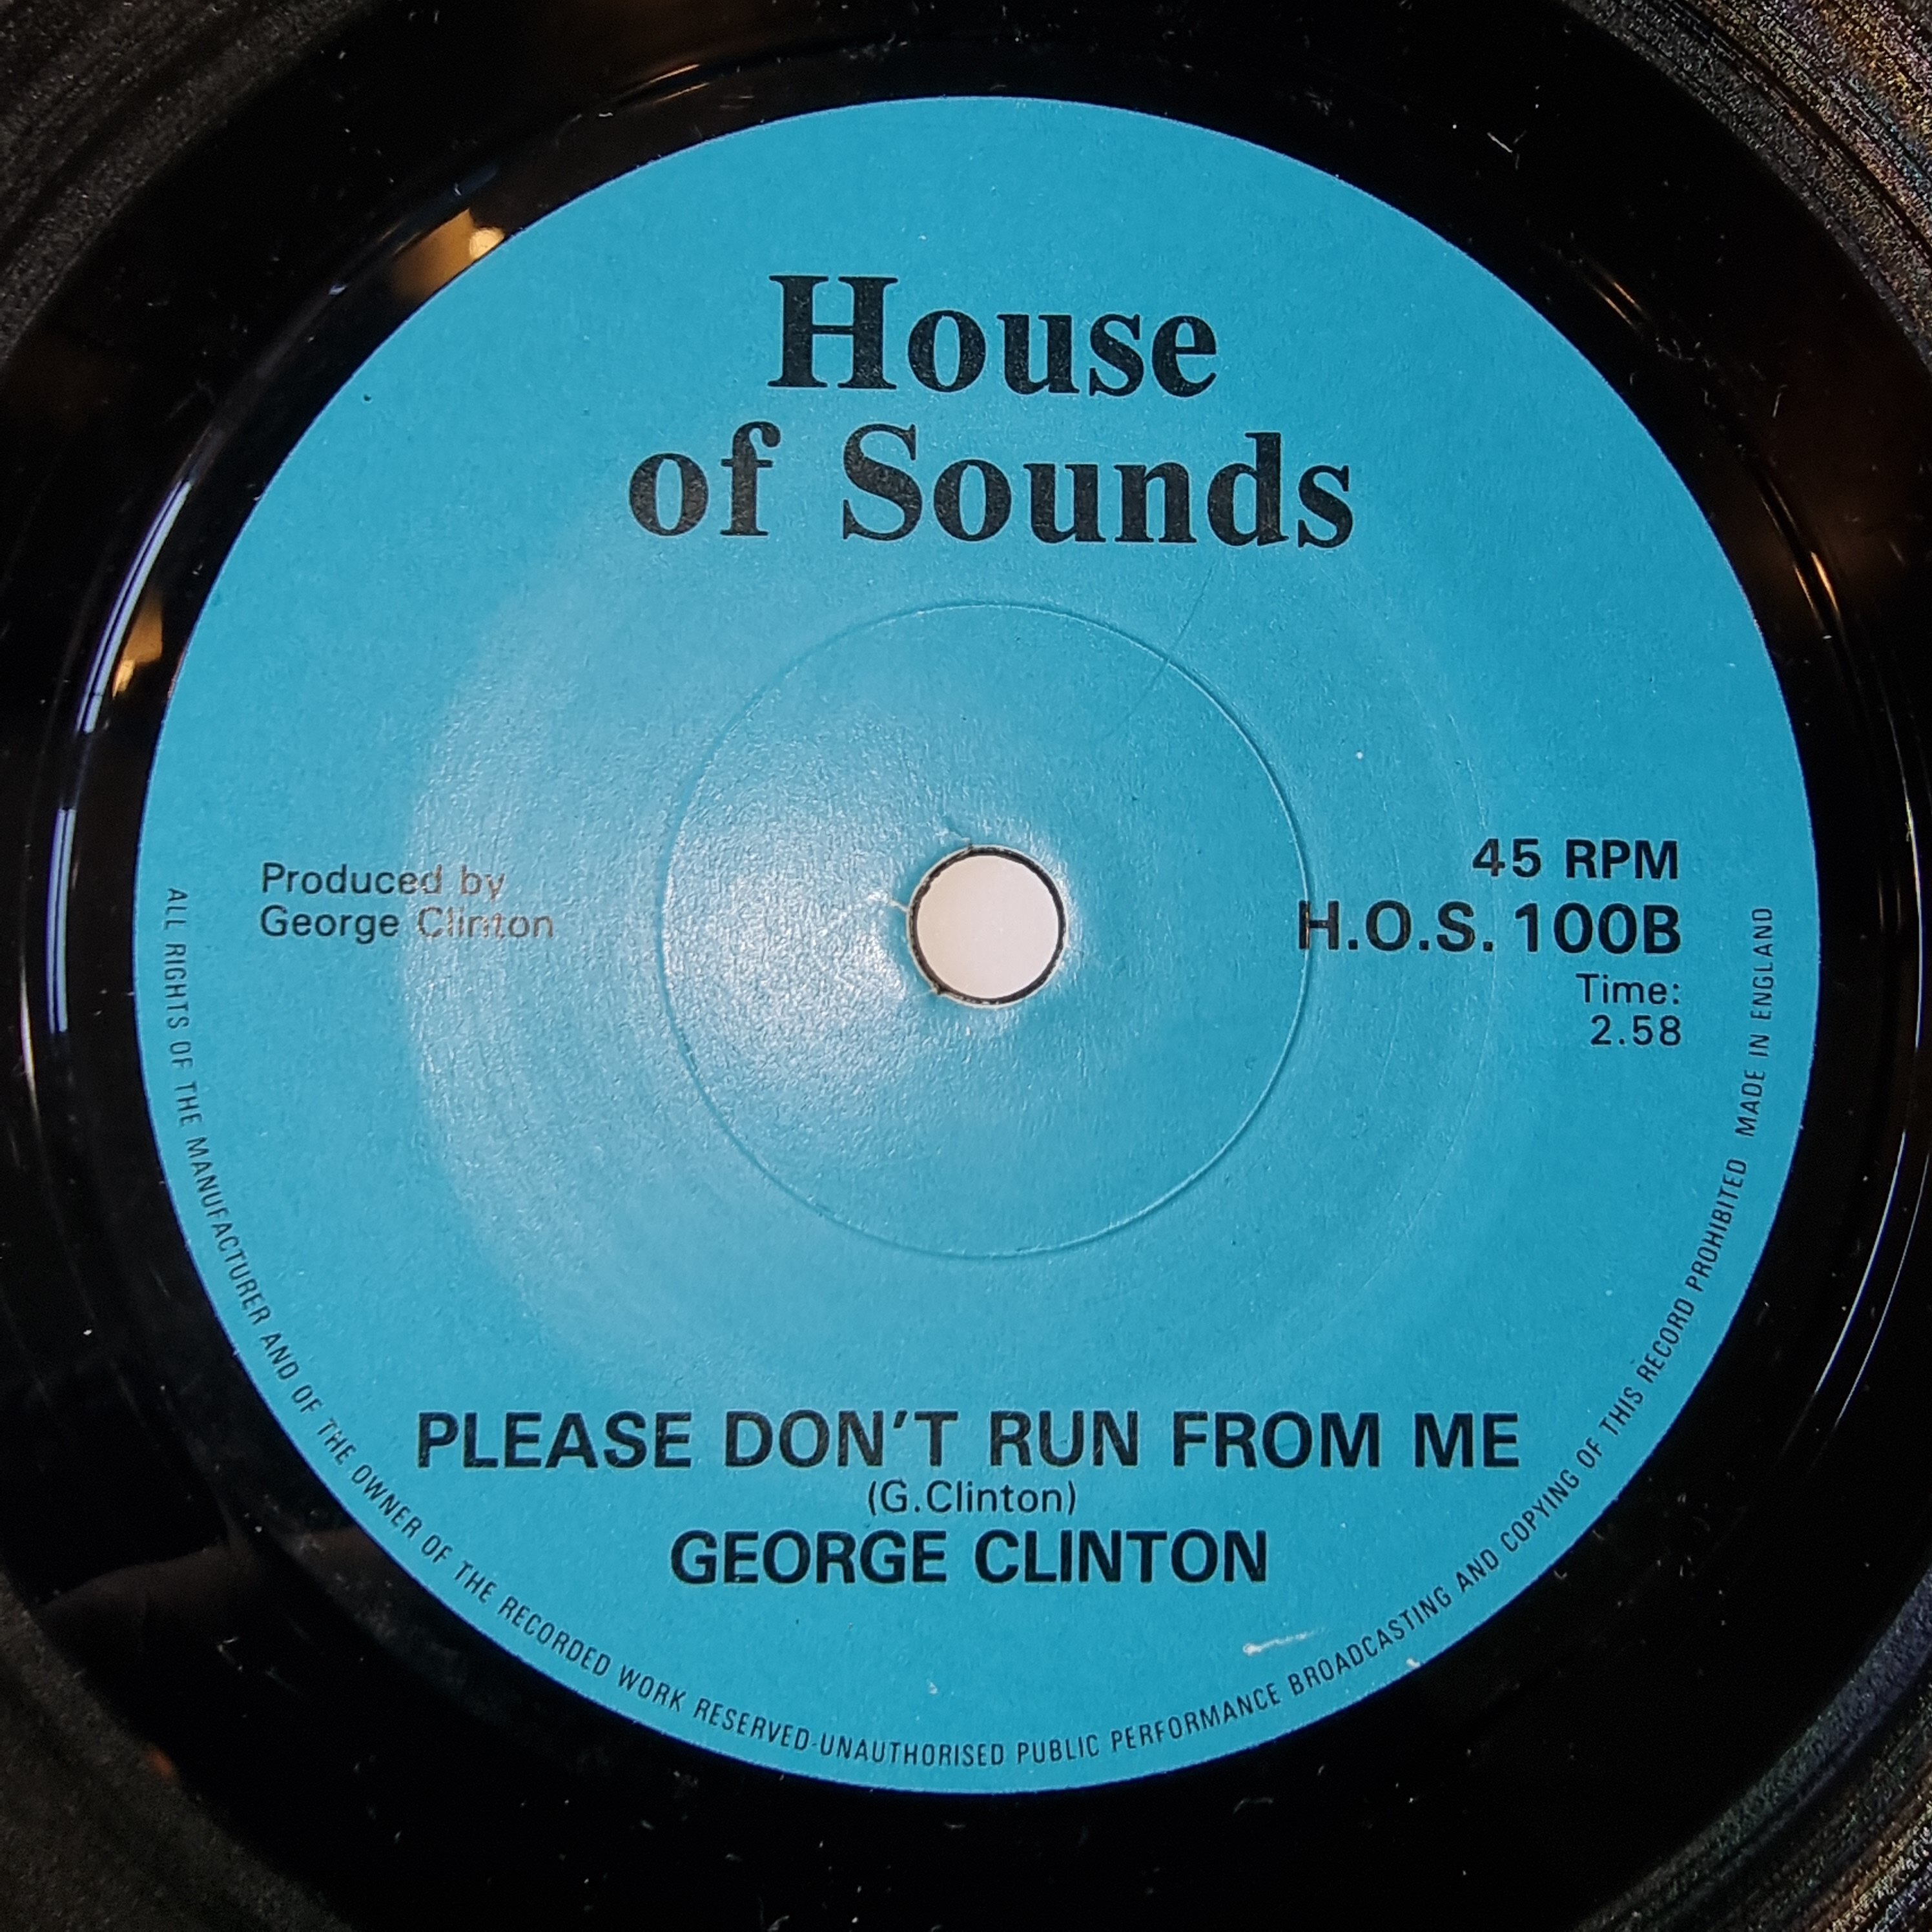 House
of Sounds
Produced by
George Clinton
45 RPM
H.O.S. 100B
Time:
2.58
PLEASE DON'T RUN FROM ME
(G.Clinton)
GEORGE CLINTON
ALL RIGHTS OF THE MANUFACTURER AND OF THE OWNER OF THE RECORDED WORK RESERVED-UNAUTHORISED PUBLIC PERFORMANCE BROADCASTING AND COPYING OF THIS RECORD PROHIBITED MADE IN ENGLAND